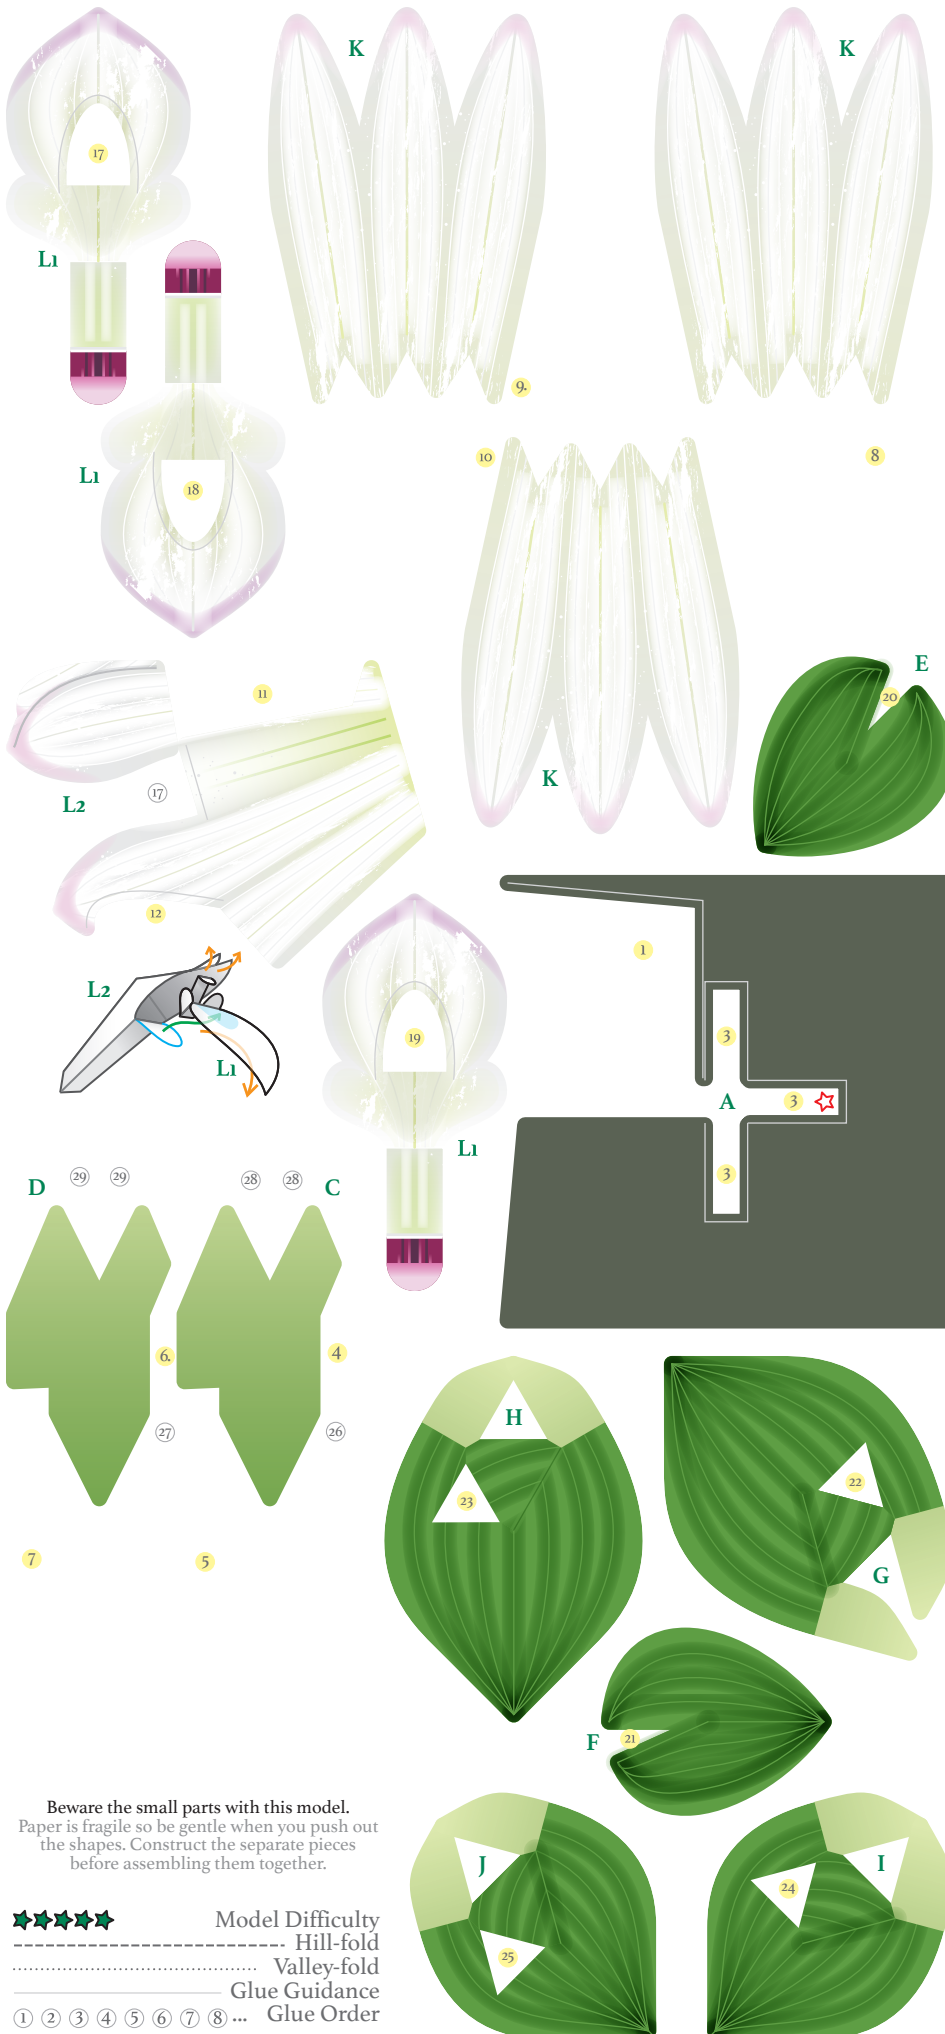 K
K
17
L1
9.
10
8
L1
18
E
20
11
K
17
L2
12
1
L2
19
3
A
3
L1
L1
3
D
29
29
28
28
C
6.
4
27
26
H
22
23
7
5
G
F
21
Beware the small parts with this model.
Paper is fragile so be gentle when you push out
the shapes. Construct the separate pieces
before assembling them together.
J
I
24
25
Model Difficulty
Hill-fold
Valley-fold
Glue Guidance
1 2 3 4 5 6 7 8 ... Glue Order